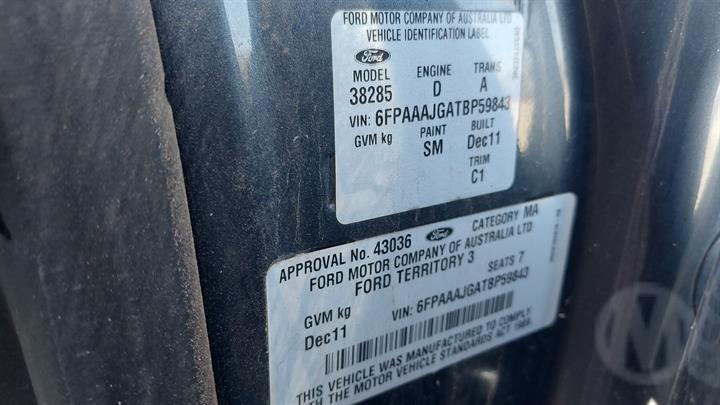 FORD MOTOR COMPANY OF AUSTRALIA LTD
VEHICLE IDENTIFICATION LABEL
Ford
MODEL ENGINE TRANS
38285 D A
VIN: 6FPAAAJGATBP59843
GVM kg PAINT BUILT
SM Dec11
TRIM
C1
APPROVAL No. 43036 Ford CATEGORY MA
FORD MOTOR COMPANY OF AUSTRALIA LTD
FORD TERRITORY 3
GVM kg SEATS 7
Dec11 VIN: 6FPAAAJGATBP59843
THIS VEHICLE WAS MANUFACTURED TO COMPLY
WITH THE MOTOR VEHICLE STANDARDS ACT 1989.
M